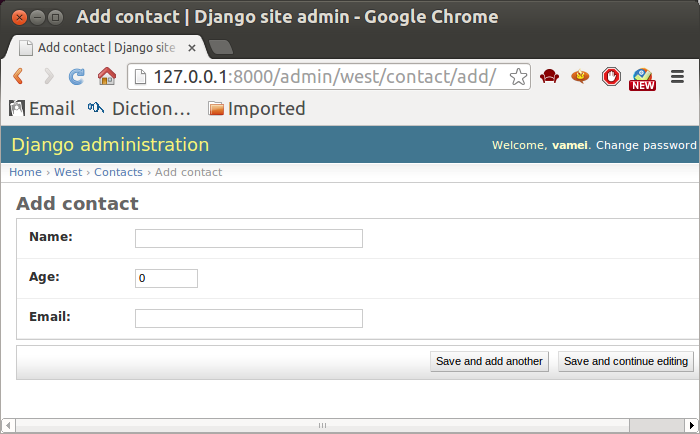 Add contact | Django site admin - Google Chrome
Add contact | Django site
127.0.0.1:8000/admin/west/contact/add/
NEW
Email Diction... Imported
Django administration
Welcome, vamei. Change password
Home › West › Contacts › Add contact
Add contact
Name:
Age: 0
Email:
Save and add another Save and continue editing